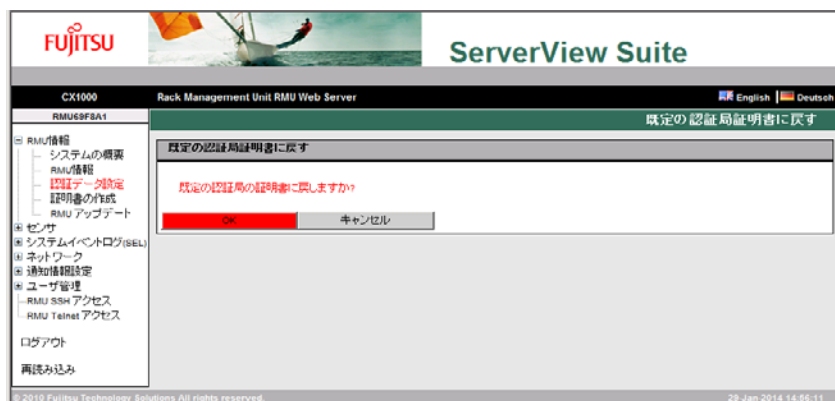 FUJITSU
ServerView Suite
CX1000 Rack Management Unit RMU Web Server English Deutsch
RMU69F8A1 既定の認証局証明書に戻す
RMU情報
システムの概要
RMU情報
認証データ設定
証明書の作成
RMU アップデート
センサ
システムイベントログ(SEL)
ネットワーク
通知情報設定
ユーザ管理
RMU SSH アクセス
RMU Telnet アクセス
ログアウト
再読み込み
既定の認証局証明書に戻す
既定の認証局の証明書に戻しますか?
OK キャンセル
© 2010 Fujitsu Technology Solutions All rights reserved. 29 Jan 2014 14:56:11